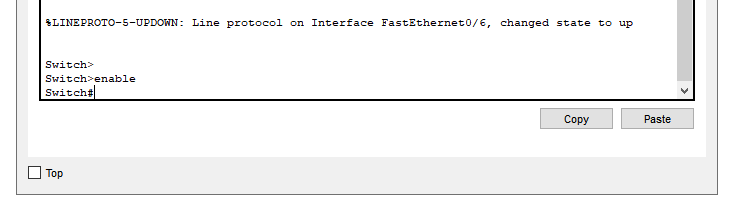 %LINEPROTO-5-UPDOWN: Line protocol on Interface FastEthernet0/6, changed state to up
Switch>
Switch>enable
Switch#
Copy Paste
Top